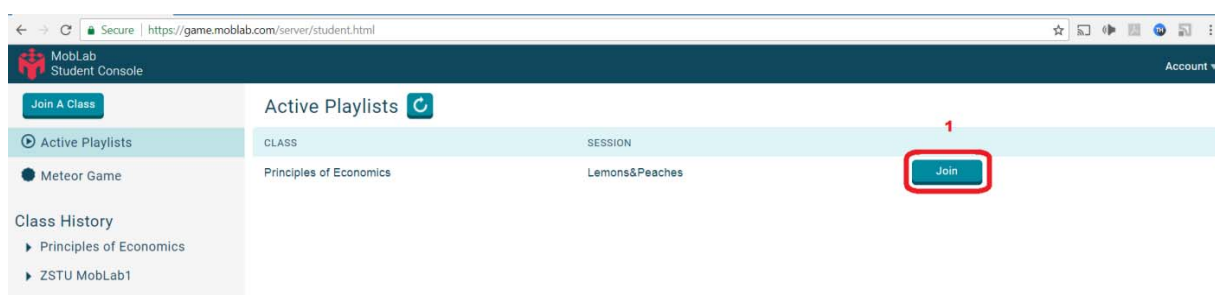 Secure | https://game.moblab.com/server/student.html
MobLab
Student Console
Account
Join A Class
Active Playlists
Meteor Game
Class History
Principles of Economics
ZSTU MobLab1
Active Playlists
CLASS SESSION
1
Principles of Economics Lemons&Peaches Join